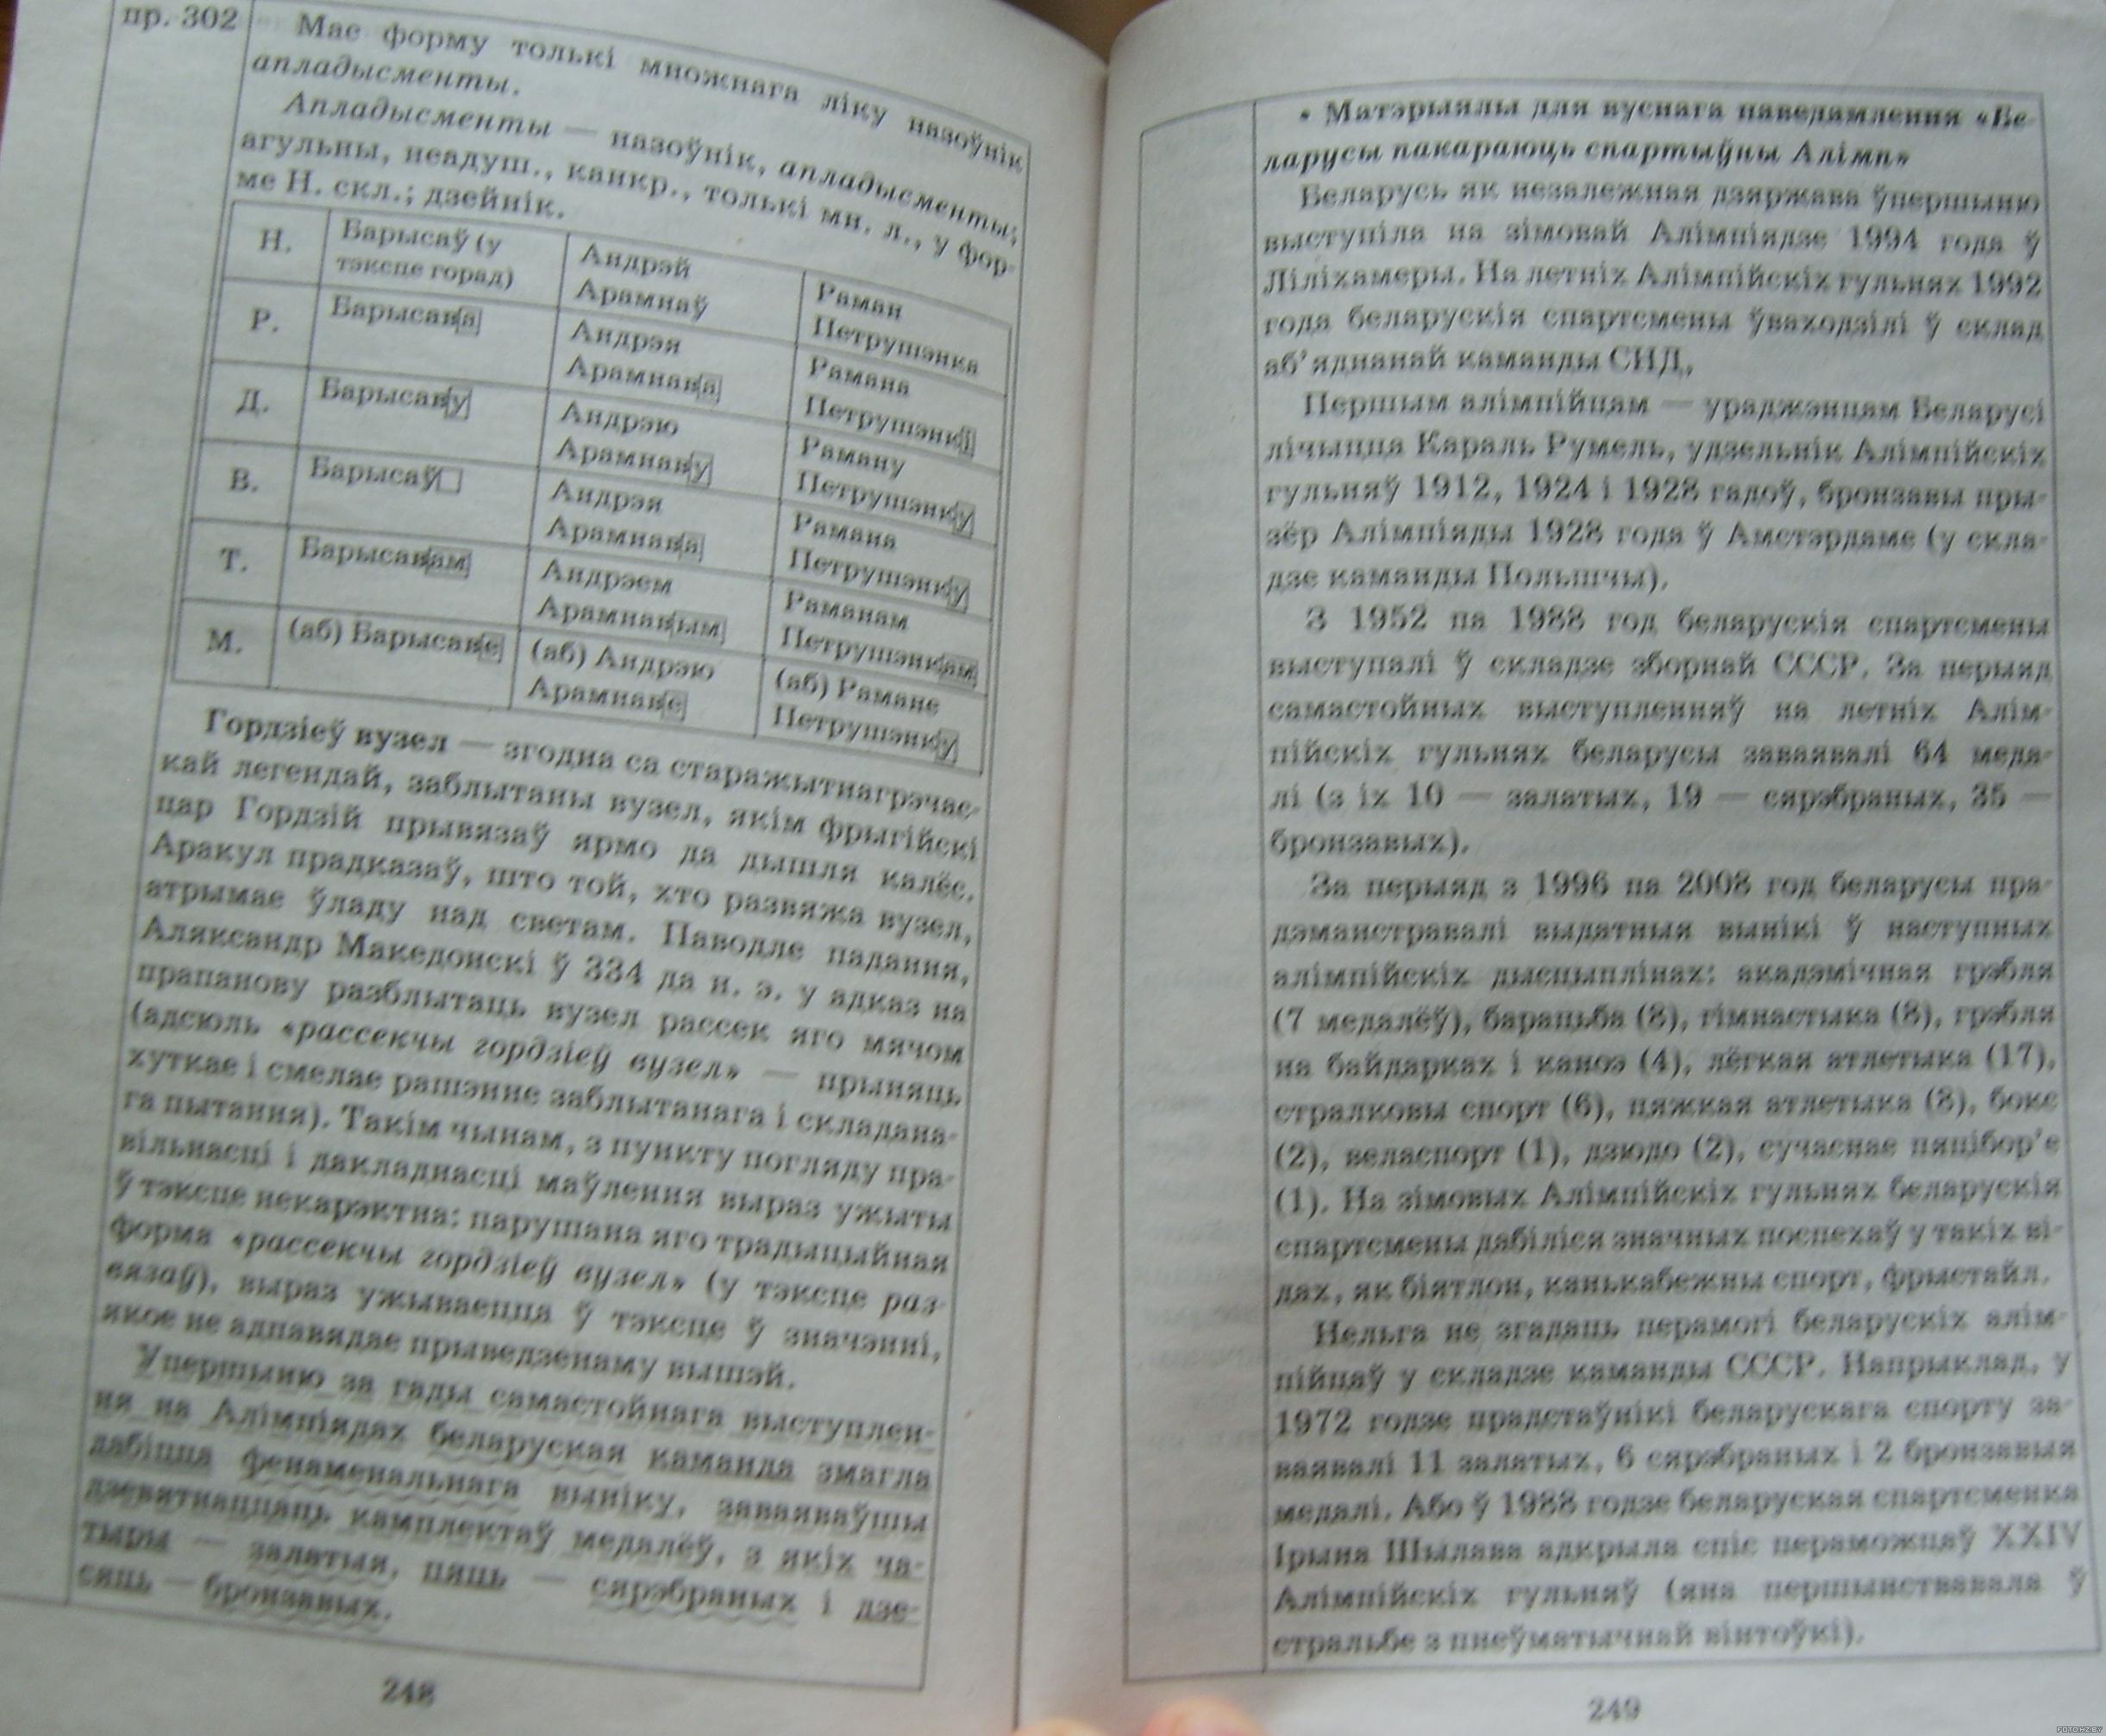 пр. 302
Мае форму толькі множнага ліку назоўнік
апладысменты.
Апладысменты — назоўнік, апладысменты;
агульны, неадуш., канкр., толькі мн. л., у фор-
ме Н. скл.; дзейнік.
Н. Барысаў (у тэксце горад) Андрэй Арамнаў Раман Петрушэнка
Р. Барысава Андрэя Арамнава Рамана Петрушэнкі
Д. Барысаву Андрэю Арамнаву Раману Петрушэнку
В. Барысаў Андрэя Арамнава Рамана Петрушэнку
Т. Барысавам Андрэем Арамнавым Раманам Петрушэнкам
М. (аб) Барысаве (аб) Андрэю Арамнаве (аб) Рамане Петрушэнку
Гордзіеў вузел — згодна са старажытнагрэчас-
кай легендай, заблытаны вузел, якім фрыгійскі
цар Гордзій прывязаў ярмо да дышля калёс.
Аракул прадказаў, што той, хто развяжа вузел,
атрымае ўладу над светам. Паводле падання,
Аляксандр Македонскі ў 334 да н. э. у адказ на
прапанову разблытаць вузел рассек яго мячом
(адсюль «рассекчы гордзіеў вузел» — прыняць
хуткае і смелае рашэнне заблытанага і складана-
га пытання). Такім чынам, з пункту погляду пра-
вільнасці і дакладнасці маўлення выраз ужыты
ў тэксце некарэктна: парушана яго традыцыйная
форма «рассекчы гордзіеў вузел» (у тэксце раз-
вязаў), выраз ужываецца ў тэксце ў значэнні,
якое не адпавядае прыведзенаму вышэй.
Упершыню за гады самастойнага выступлен-
ня на Алімпіядах беларуская каманда змагла
дабіцца фенаменальнага выніку, заваяваўшы
дзевятнаццаць камплектаў медалёў, з якіх ча-
тыры — залатыя, пяць — сярэбраных і дзе-
сяць — бронзавых.
248
• Матэрыялы для вуснага паведамлення «Бе-
ларусы пакараюць спартыўны Алімп»
Беларусь як незалежная дзяржава ўпершыню
выступіла на зімовай Алімпіядзе 1994 года ў
Ліліхамеры. На летніх Алімпійскіх гульнях 1992
года беларускія спартсмены ўваходзілі ў склад
аб’яднанай каманды СНД.
Першым алімпійцам — ураджэнцам Беларусі
лічыцца Караль Румель, удзельнік Алімпійскіх
гульняў 1912, 1924 і 1928 гадоў, бронзавы пры-
зёр Алімпіяды 1928 года ў Амстэрдаме (у скла-
дзе каманды Польшчы).
З 1952 па 1988 год беларускія спартсмены
выступалі ў складзе зборнай СССР. За перыяд
самастойных выступленняў на летніх Алім-
пійскіх гульнях беларусы заваявалі 64 меда-
лі (з іх 10 — залатых, 19 — сярэбраных, 35 —
бронзавых).
За перыяд з 1996 па 2008 год беларусы пра-
дэманстравалі выдатныя вынікі ў наступных
алімпійскіх дысцыплінах: акадэмічная грэбля
(7 медалёў), барацьба (8), гімнастыка (8), грэбля
на байдарках і каноэ (4), лёгкая атлетыка (17),
стралковы спорт (6), цяжкая атлетыка (8), бокс
(2), веласпорт (1), дзюдо (2), сучаснае пяцібор’е
(1). На зімовых Алімпійскіх гульнях беларускія
спартсмены дабіліся значных поспехаў у такіх ві-
дах, як біятлон, канькабежны спорт, фрыстайл.
Нельга не згадаць перамогі беларускіх алім-
пійцаў у складзе каманды СССР. Напрыклад, у
1972 годзе прадстаўнікі беларускага спорту за-
ваявалі 11 залатых, 6 сярэбраных і 2 бронзавыя
медалі. Або ў 1988 годзе беларуская спартсменка
Ірына Шылава адкрыла спіс пераможцаў XXIV
Алімпійскіх гульняў (яна першынствавала ў
стральбе з пнеўматычнай вінтоўкі).
249
FOTO.HZ.BY